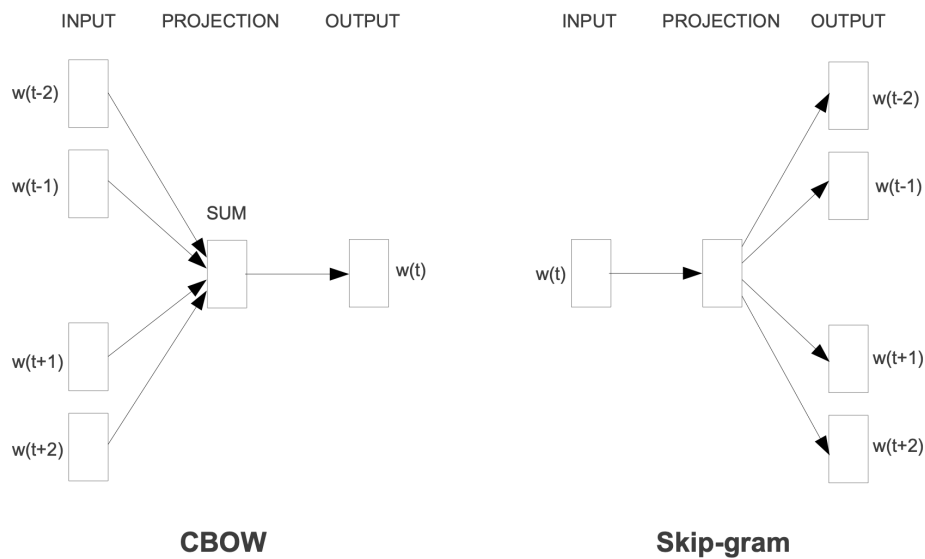 INPUT PROJECTION OUTPUT
w(t-2)
w(t-1)
SUM
w(t)
w(t+1)
w(t+2)
CBOW
INPUT PROJECTION OUTPUT
w(t-2)
w(t-1)
w(t)
w(t+1)
w(t+2)
Skip-gram